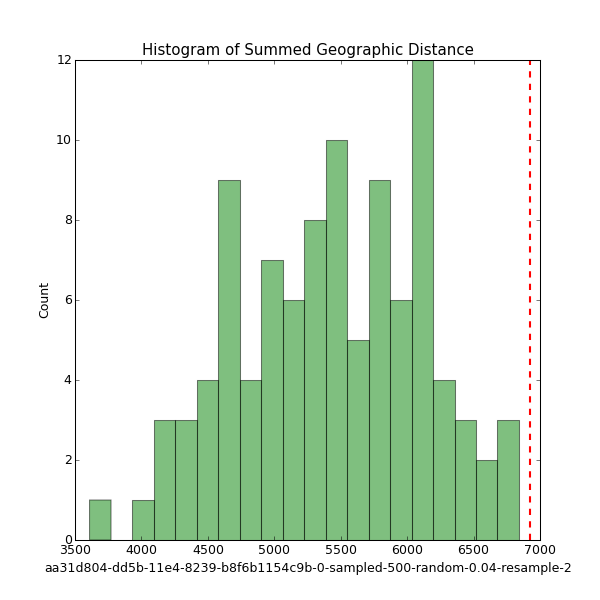 Histogram of Summed Geographic Distance
12
10
8
6
4
2
0
Count
3500 4000 4500 5000 5500 6000 6500 7000
aa31d804-dd5b-11e4-8239-b8f6b1154c9b-0-sampled-500-random-0.04-resample-2